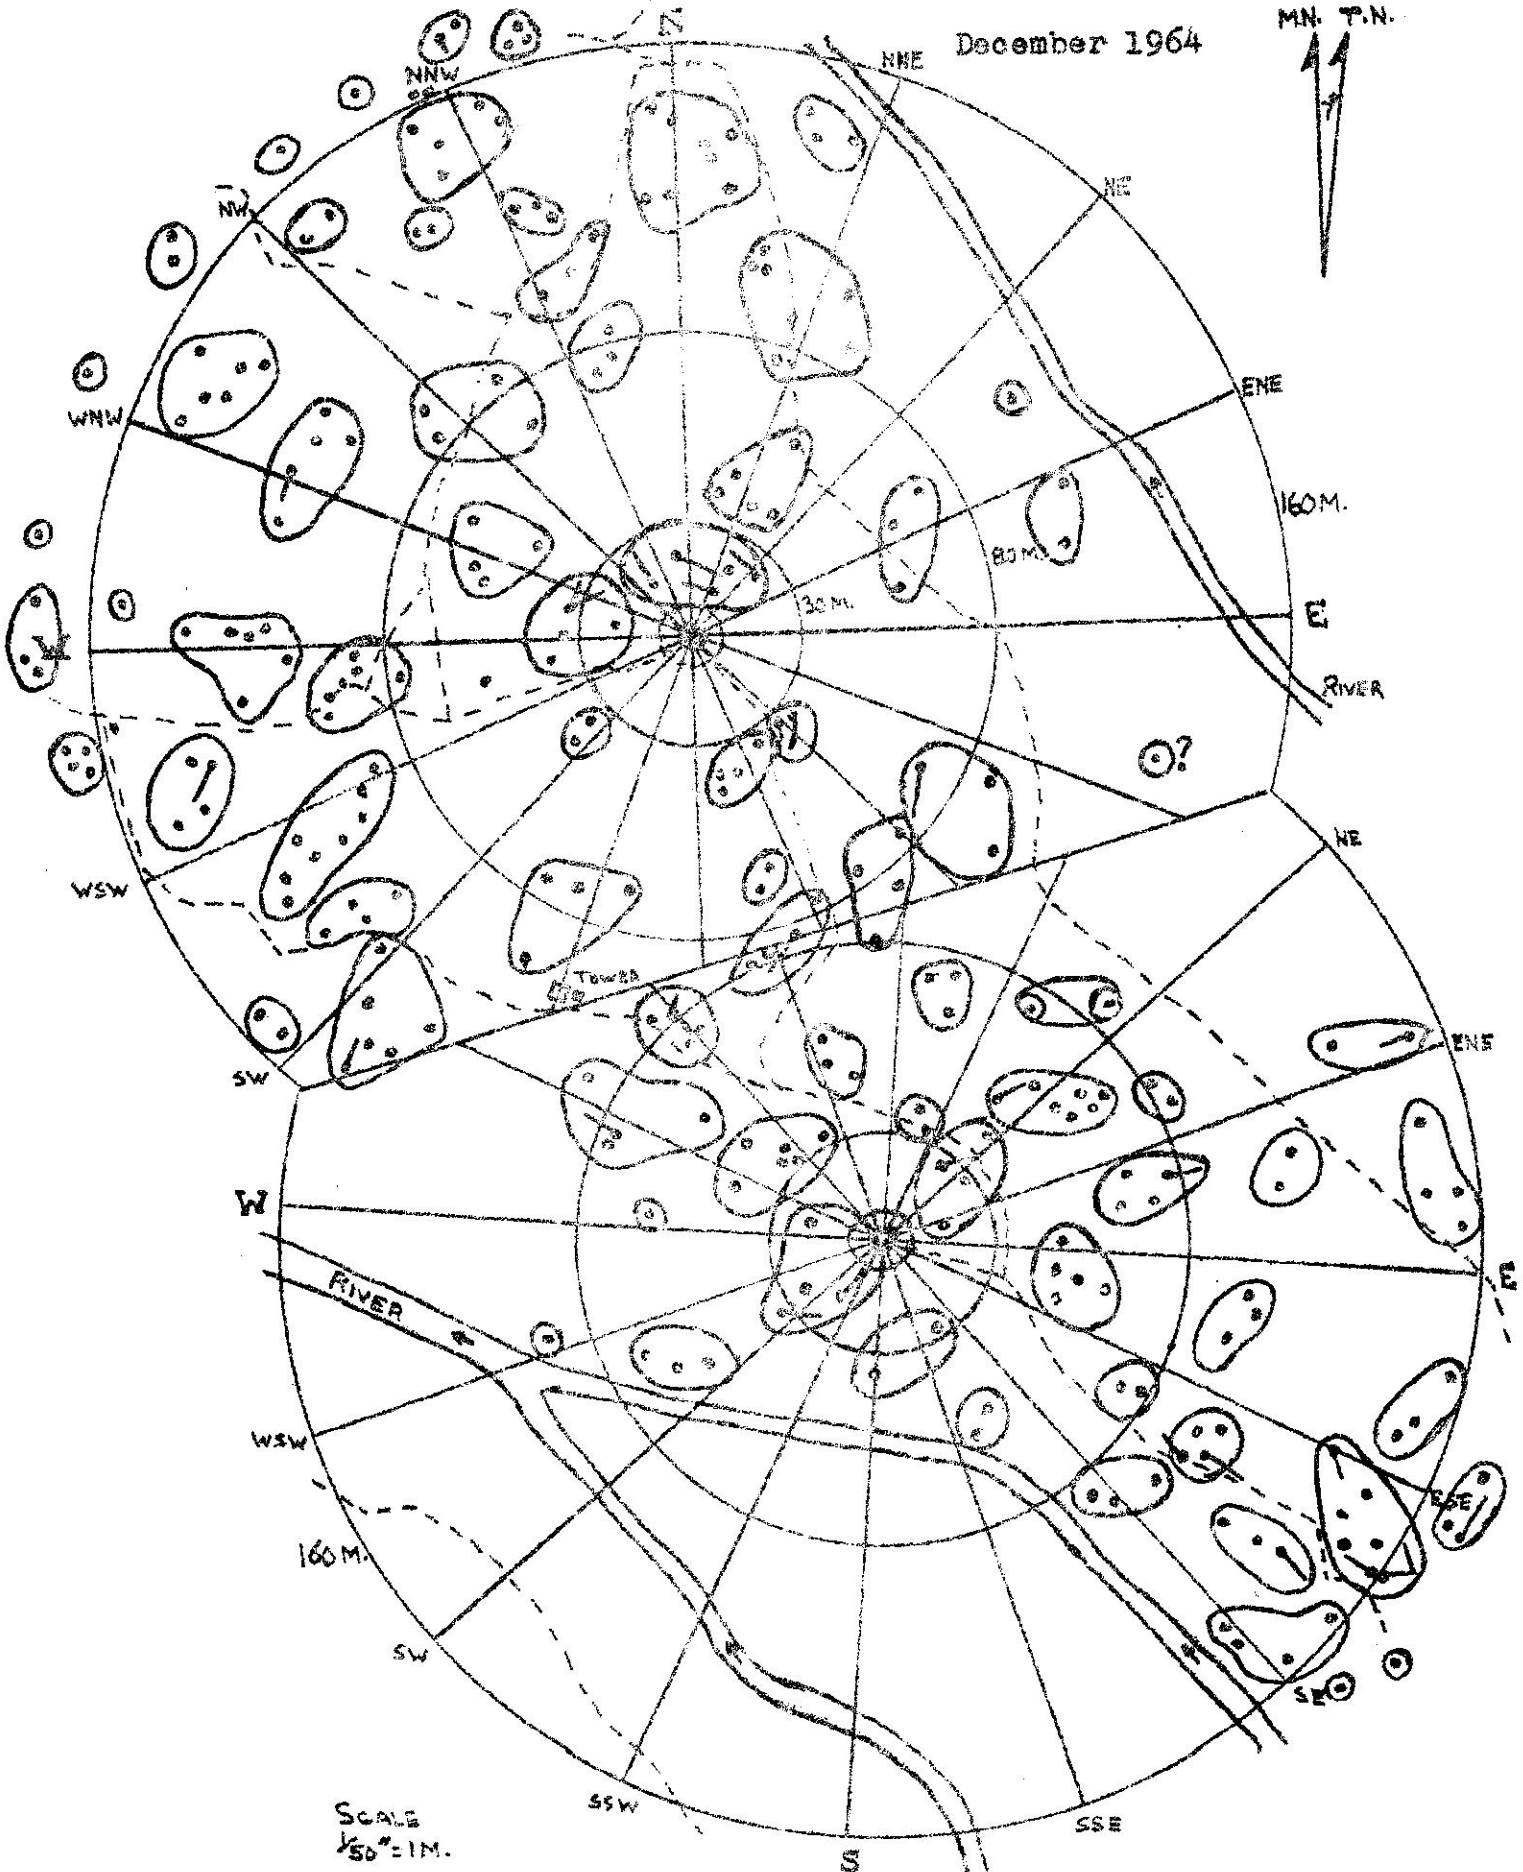 December 1964
M.N. T.N.
N
NNW
NNE
NW
NE
WNW
ENE
160M.
80M.
30M.
E
W
RIVER
?
WSW
NE
TOWER
SW
ENE
W
E
RIVER
WSW
ESE
160M.
SW
SE
SSW
SSE
S
SCALE
1/50"=1M.